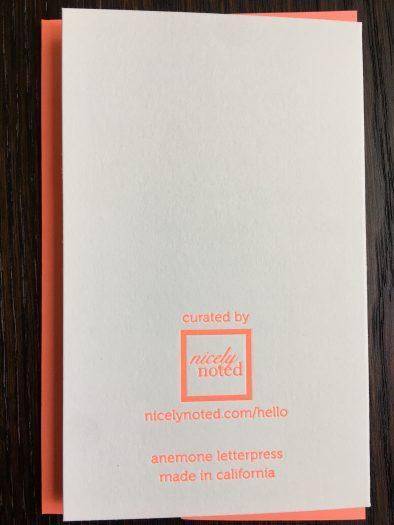 curated by
nicely
noted
nicelynoted.com/hello
anemone letterpress
made in california